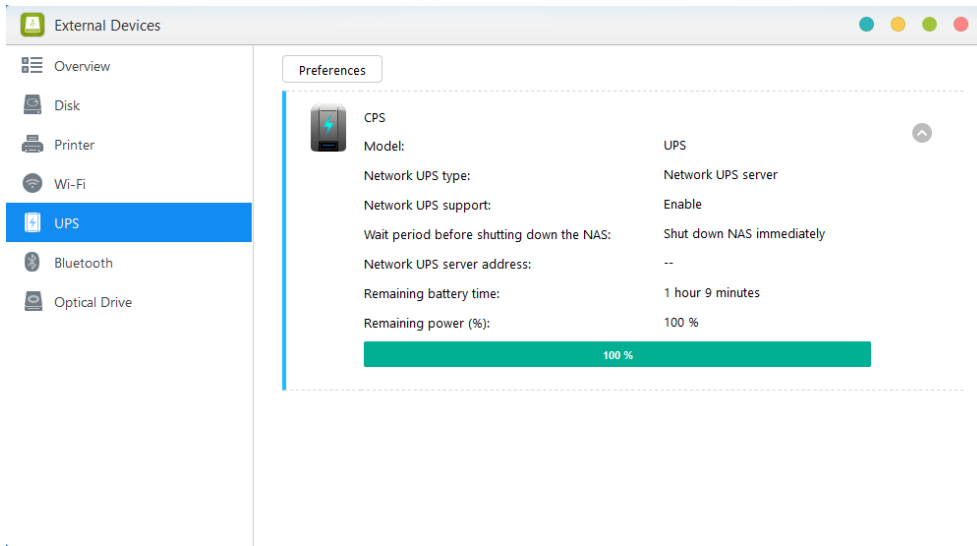 External Devices
Overview
Disk
Printer
Wi-Fi
UPS
Bluetooth
Optical Drive
Preferences
CPS
Model: UPS
Network UPS type: Network UPS server
Network UPS support: Enable
Wait period before shutting down the NAS: Shut down NAS immediately
Network UPS server address: --
Remaining battery time: 1 hour 9 minutes
Remaining power (%): 100 %
100 %